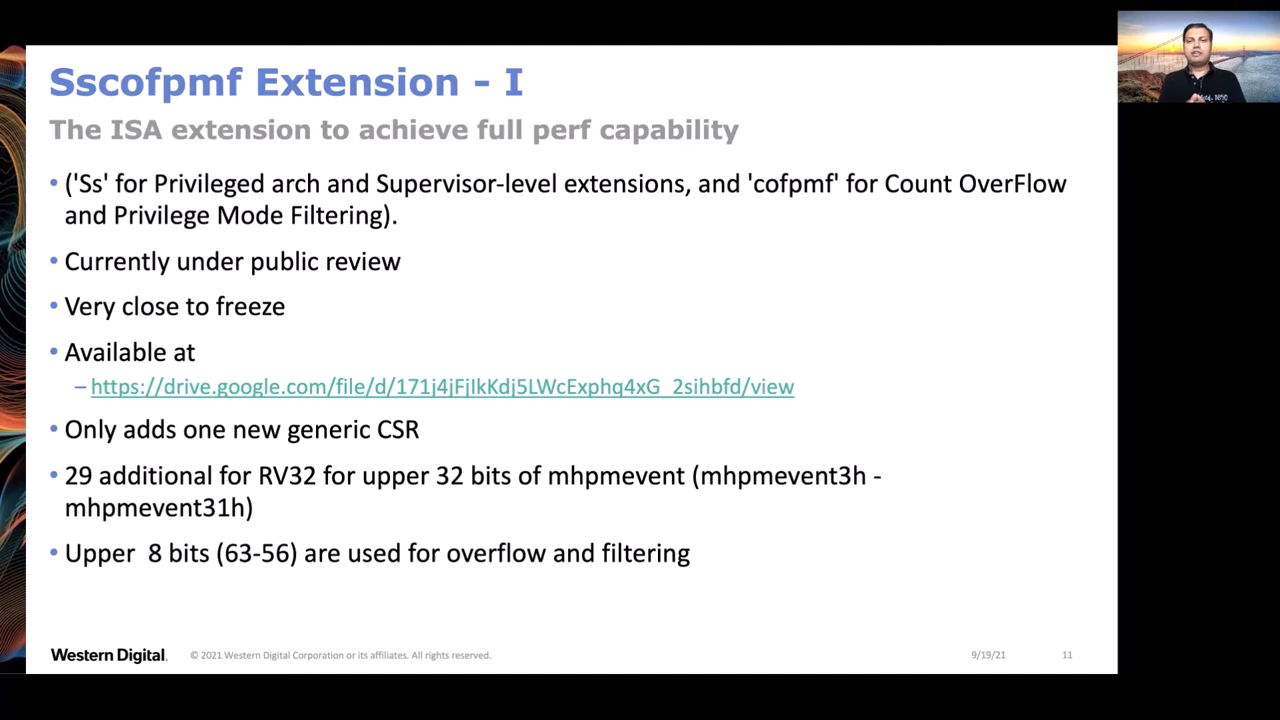 Sscofpmf Extension - I
The ISA extension to achieve full perf capability
• ('Ss' for Privileged arch and Supervisor-level extensions, and 'cofpmf' for Count OverFlow
and Privilege Mode Filtering).
• Currently under public review
• Very close to freeze
• Available at
– https://drive.google.com/file/d/171j4jFjIkKdj5LWcExphq4xG_2sihbfd/view
• Only adds one new generic CSR
• 29 additional for RV32 for upper 32 bits of mhpmevent (mhpmevent3h -
mhpmevent31h)
• Upper  8 bits (63-56) are used for overflow and filtering
Western Digital.
© 2021 Western Digital Corporation or its affiliates. All rights reserved.
9/19/21
11